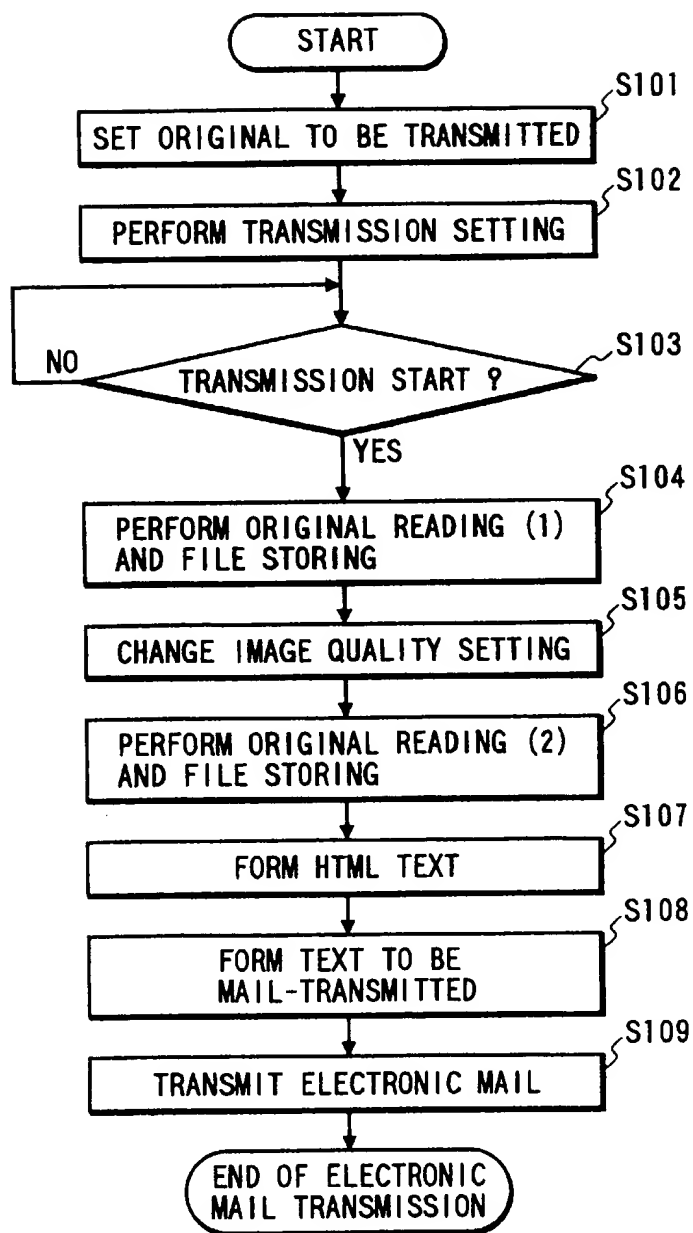 START
S101
SET ORIGINAL TO BE TRANSMITTED
S102
PERFORM TRANSMISSION SETTING
S103
NO
TRANSMISSION START ?
YES
S104
PERFORM ORIGINAL READING (1)
AND FILE STORING
S105
CHANGE IMAGE QUALITY SETTING
S106
PERFORM ORIGINAL READING (2)
AND FILE STORING
S107
FORM HTML TEXT
S108
FORM TEXT TO BE
MAIL-TRANSMITTED
S109
TRANSMIT ELECTRONIC MAIL
END OF ELECTRONIC
MAIL TRANSMISSION